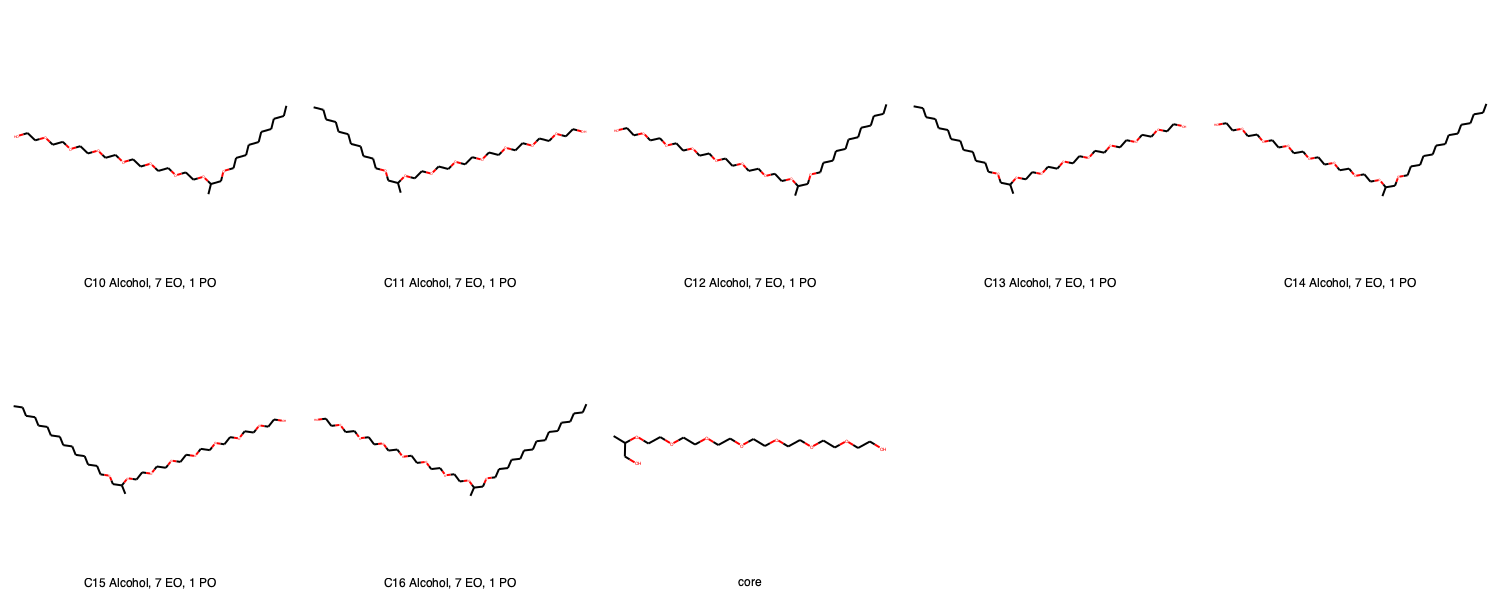 C10 Alcohol, 7 EO, 1 PO
C11 Alcohol, 7 EO, 1 PO
C12 Alcohol, 7 EO, 1 PO
C13 Alcohol, 7 EO, 1 PO
C14 Alcohol, 7 EO, 1 PO
C15 Alcohol, 7 EO, 1 PO
C16 Alcohol, 7 EO, 1 PO
core